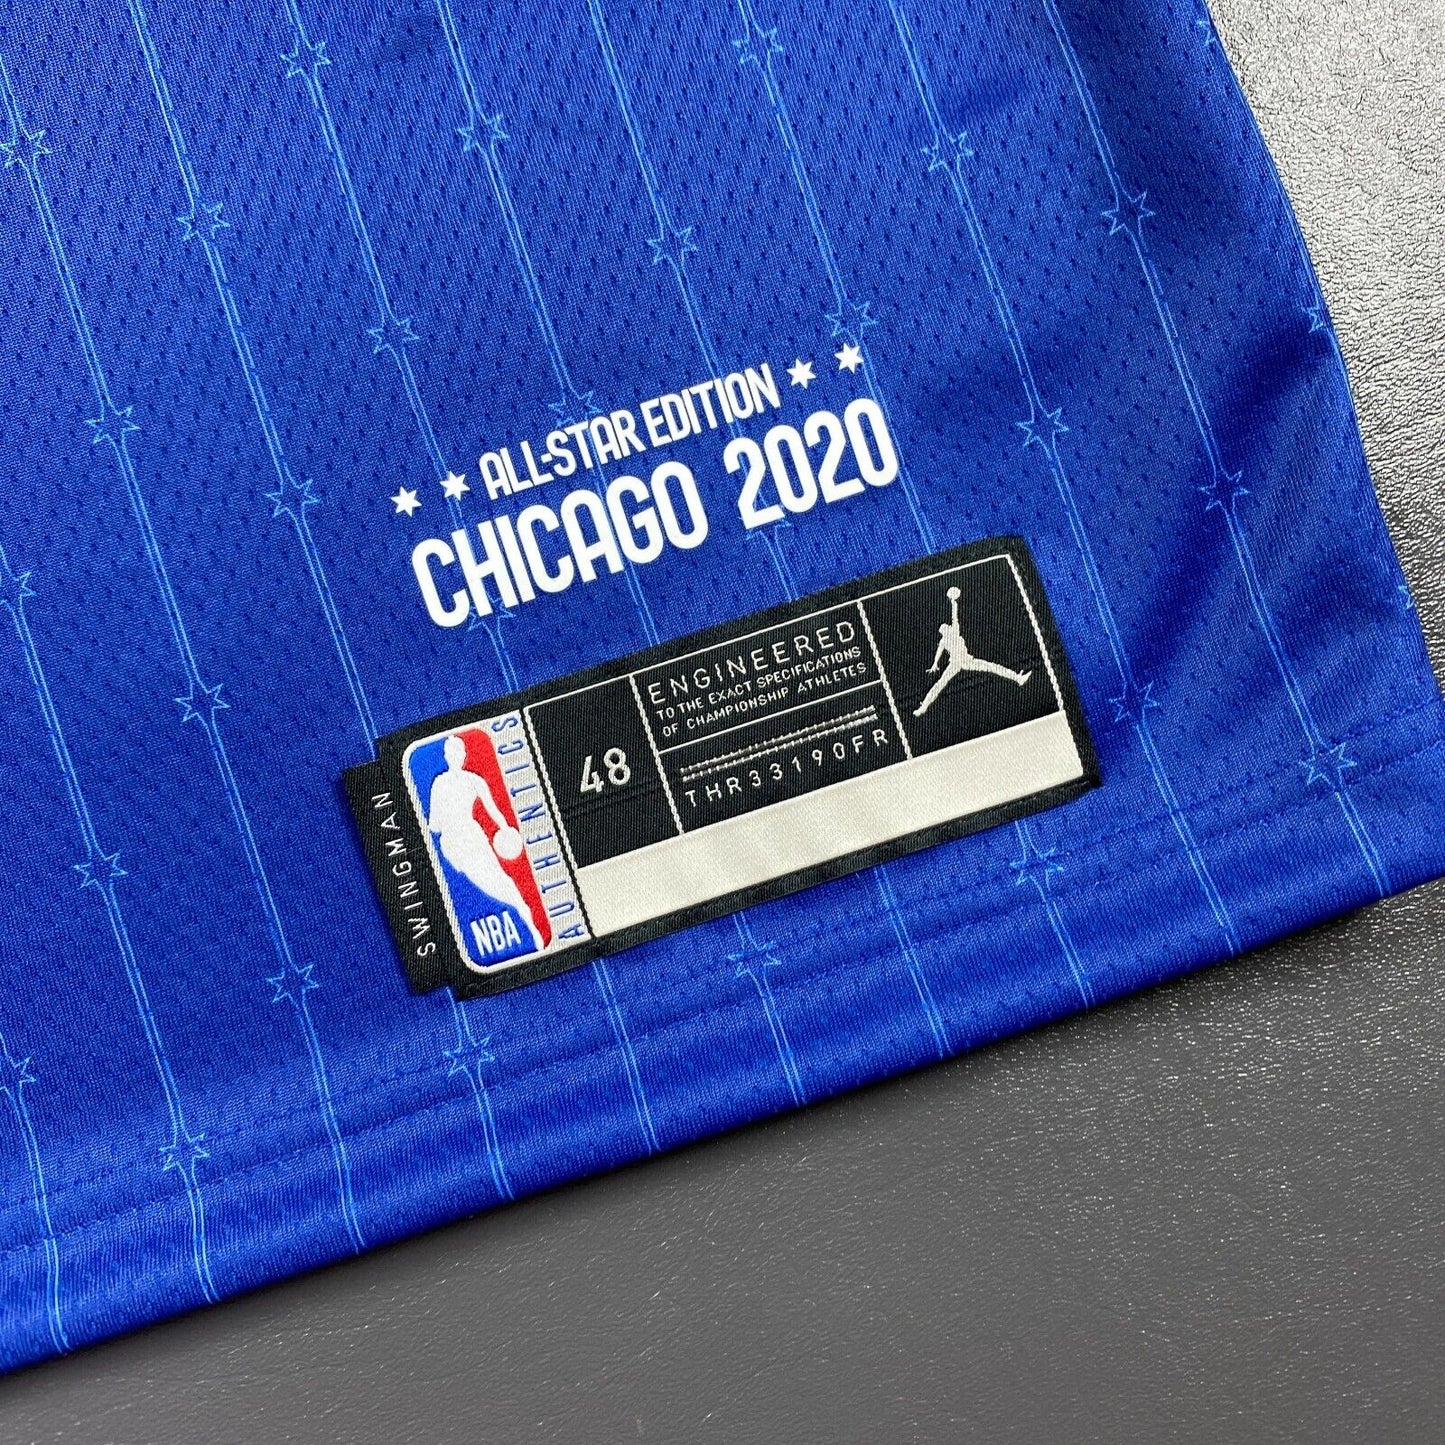 ALL-STAR EDITION
CHICAGO 2020
SWINGMAN
NBA
AUTHENTICS
48
ENGINEERED
TO THE EXACT SPECIFICATIONS
OF CHAMPIONSHIP ATHLETES
THR33190FR